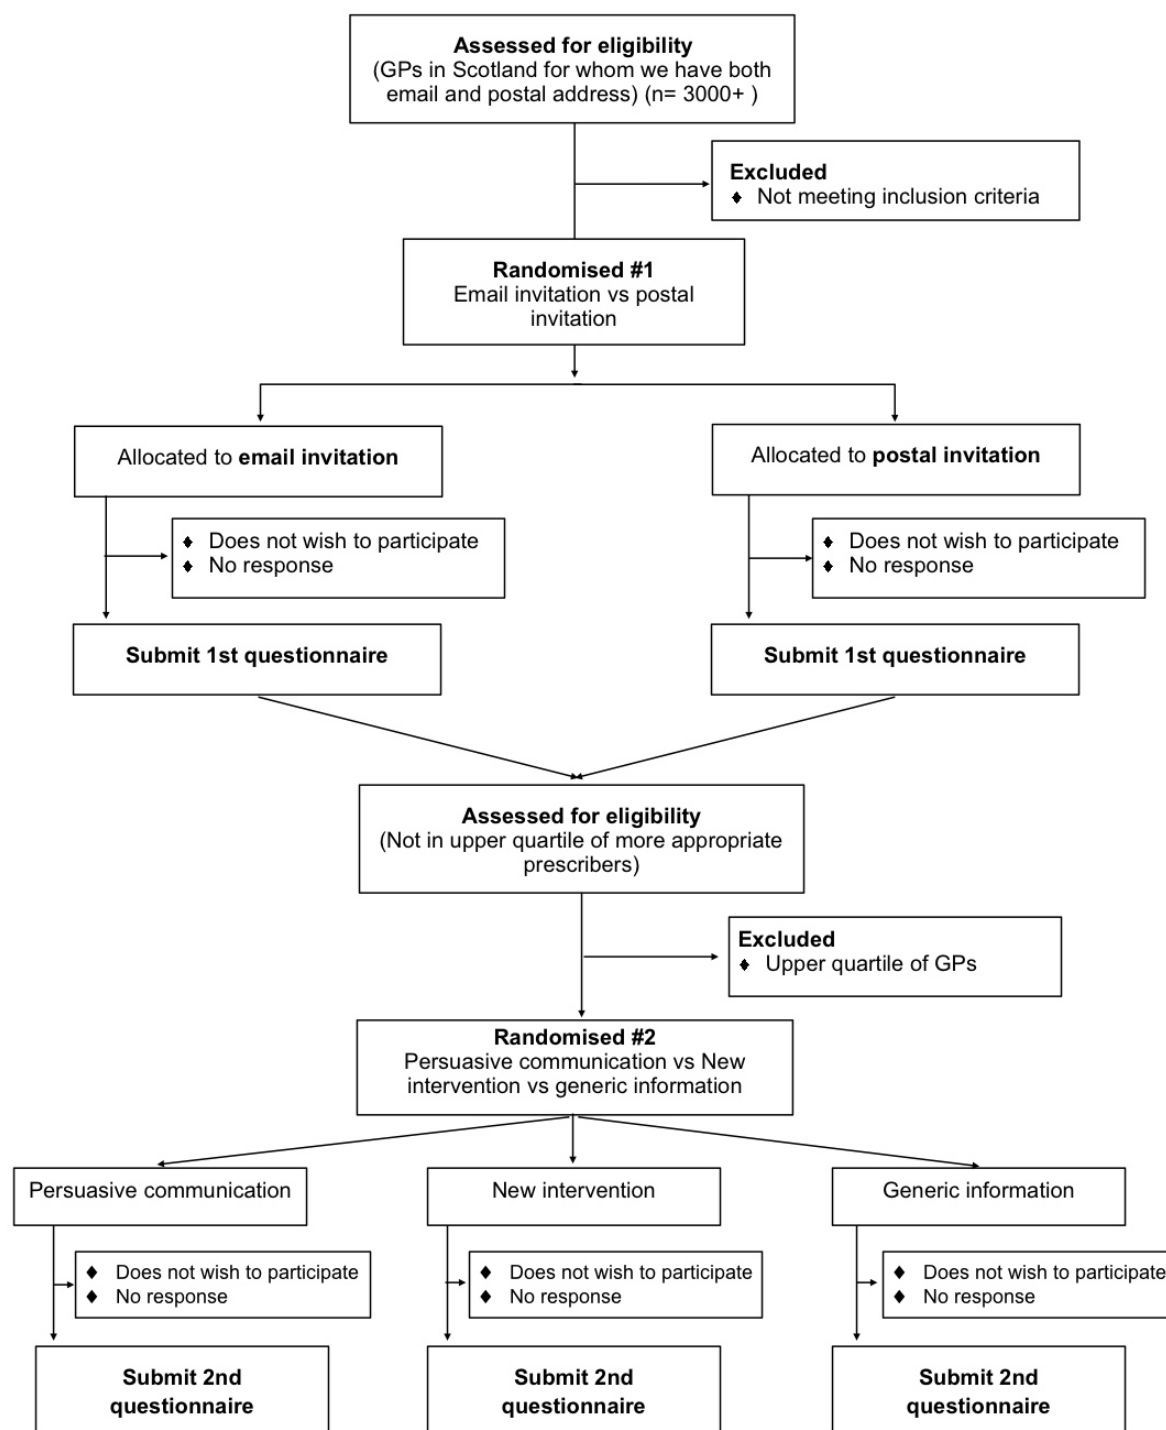 Assessed for eligibility
(GPs in Scotland for whom we have both
email and postal address) (n= 3000+ )
Excluded
♦ Not meeting inclusion criteria
Randomised #1
Email invitation vs postal
invitation
Allocated to email invitation
Allocated to postal invitation
♦ Does not wish to participate
♦ No response
♦ Does not wish to participate
♦ No response
Submit 1st questionnaire
Submit 1st questionnaire
Assessed for eligibility
(Not in upper quartile of more appropriate
prescribers)
Excluded
♦ Upper quartile of GPs
Randomised #2
Persuasive communication vs New
intervention vs generic information
Persuasive communication
New intervention
Generic information
♦ Does not wish to participate
♦ No response
♦ Does not wish to participate
♦ No response
♦ Does not wish to participate
♦ No response
Submit 2nd
questionnaire
Submit 2nd
questionnaire
Submit 2nd
questionnaire